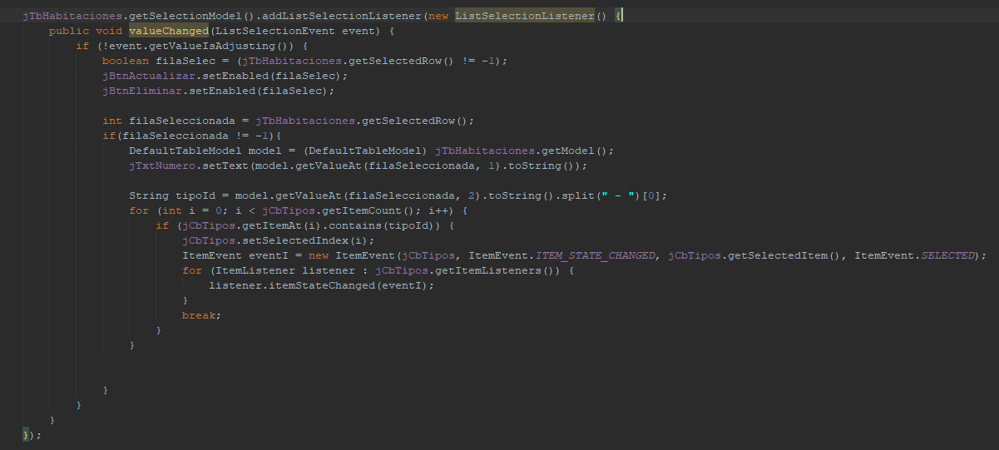 jTbHabitaciones.getSelectionModel().addListSelectionListener(new ListSelectionListener() {
    public void valueChanged(ListSelectionEvent event) {
        if (!event.getValueIsAdjusting()) {
            boolean filaSelec = (jTbHabitaciones.getSelectedRow() != -1);
            jBtnActualizar.setEnabled(filaSelec);
            jBtnEliminar.setEnabled(filaSelec);

            int filaSeleccionada = jTbHabitaciones.getSelectedRow();
            if(filaSeleccionada != -1){
                DefaultTableModel model = (DefaultTableModel) jTbHabitaciones.getModel();
                jTxtNumero.setText(model.getValueAt(filaSeleccionada, 1).toString());

                String tipoId = model.getValueAt(filaSeleccionada, 2).toString().split(" - ")[0];
                for (int i = 0; i < jCbTipos.getItemCount(); i++) {
                    if (jCbTipos.getItemAt(i).contains(tipoId)) {
                        jCbTipos.setSelectedIndex(i);
                        ItemEvent eventI = new ItemEvent(jCbTipos, ItemEvent.ITEM_STATE_CHANGED, jCbTipos.getSelectedItem(), ItemEvent.SELECTED);
                        for (ItemListener listener : jCbTipos.getItemListeners()) {
                            listener.itemStateChanged(eventI);
                        }
                        break;
                    }
                }


            }
        }
    }
});